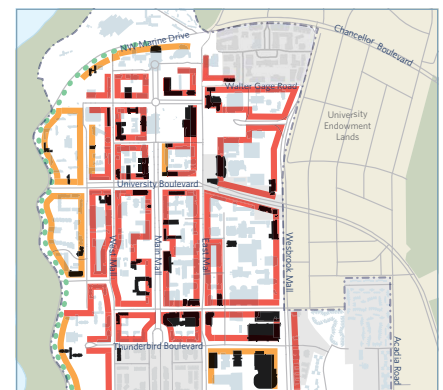 NW Marine Drive
Chancellor Boulevard
Walter Gage Road
University
Endowment
Lands
University Boulevard
West Mall
Main Mall
East Mall
Wesbrook Mall
Thunderbird Boulevard
Acadia Road